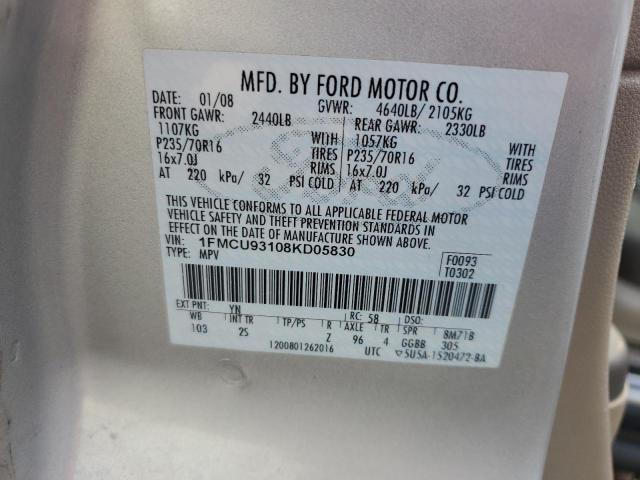 MFD. BY FORD MOTOR CO.
DATE: 01/08 GVWR: 4640LB/ 2105KG
FRONT GAWR: 2440LB REAR GAWR: 2330LB
1107KG WITH 1057KG WITH
P235/70R16 TIRES P235/70R16 TIRES
16x7.0J RIMS 16x7.0J RIMS
AT 220 kPa/ 32 PSI COLD AT 220 kPa/ 32 PSI COLD
THIS VEHICLE CONFORMS TO ALL APPLICABLE FEDERAL MOTOR
VEHICLE SAFETY AND THEFT PREVENTION STANDARDS IN
EFFECT ON THE DATE OF MANUFACTURE SHOWN ABOVE.
VIN: 1FMCU93108KD05830
TYPE: MPV
F0093
T0302
EXT PNT: YN RC: 58 DSO:
WB INT TR TP/PS R AXLE TR SPR BM71B
103 2S Z 96 4 GGBB 305
1200801262016 UTC ▽5U5A-1520472-BA
Ford